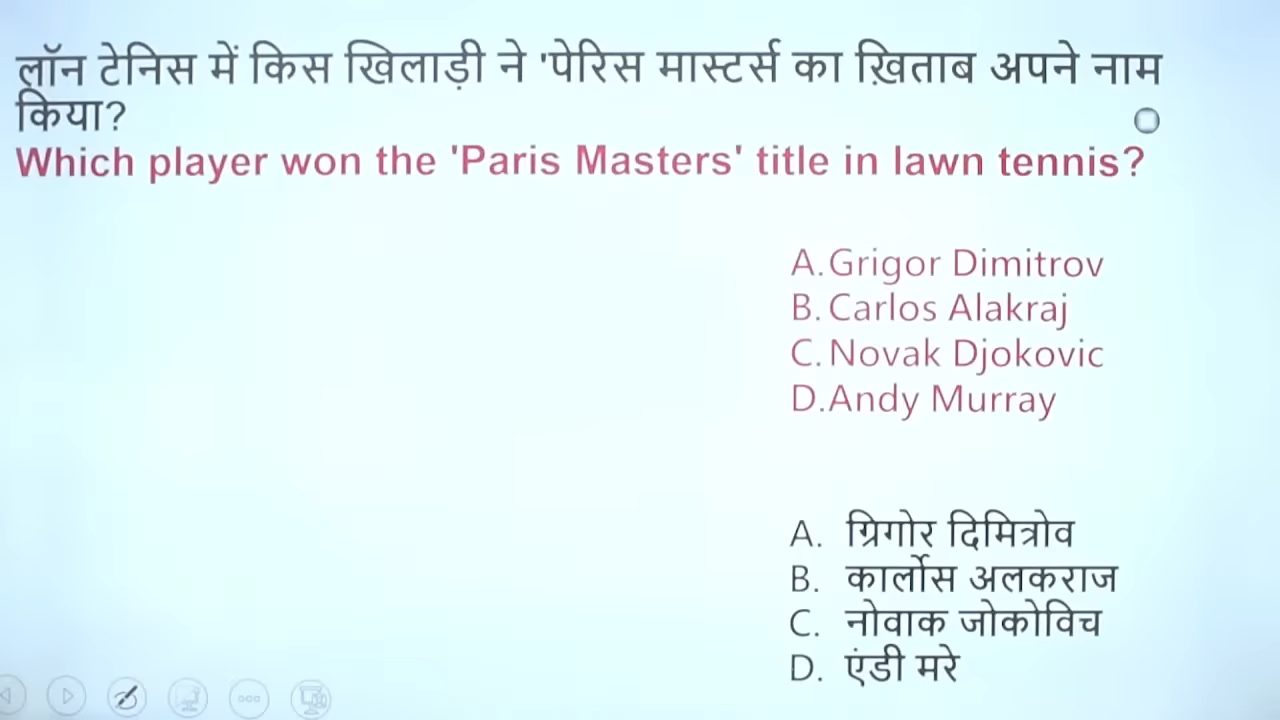 लॉन टेनिस में किस खिलाड़ी ने 'पेरिस मास्टर्स का ख़िताब अपने नाम
किया?
Which player won the 'Paris Masters' title in lawn tennis?
A.Grigor Dimitrov
B. Carlos Alakraj
C. Novak Djokovic
D.Andy Murray
A. ग्रिगोर दिमित्रोव
B. कार्लोस अलकराज
C. नोवाक जोकोविच
D. एंडी मरे